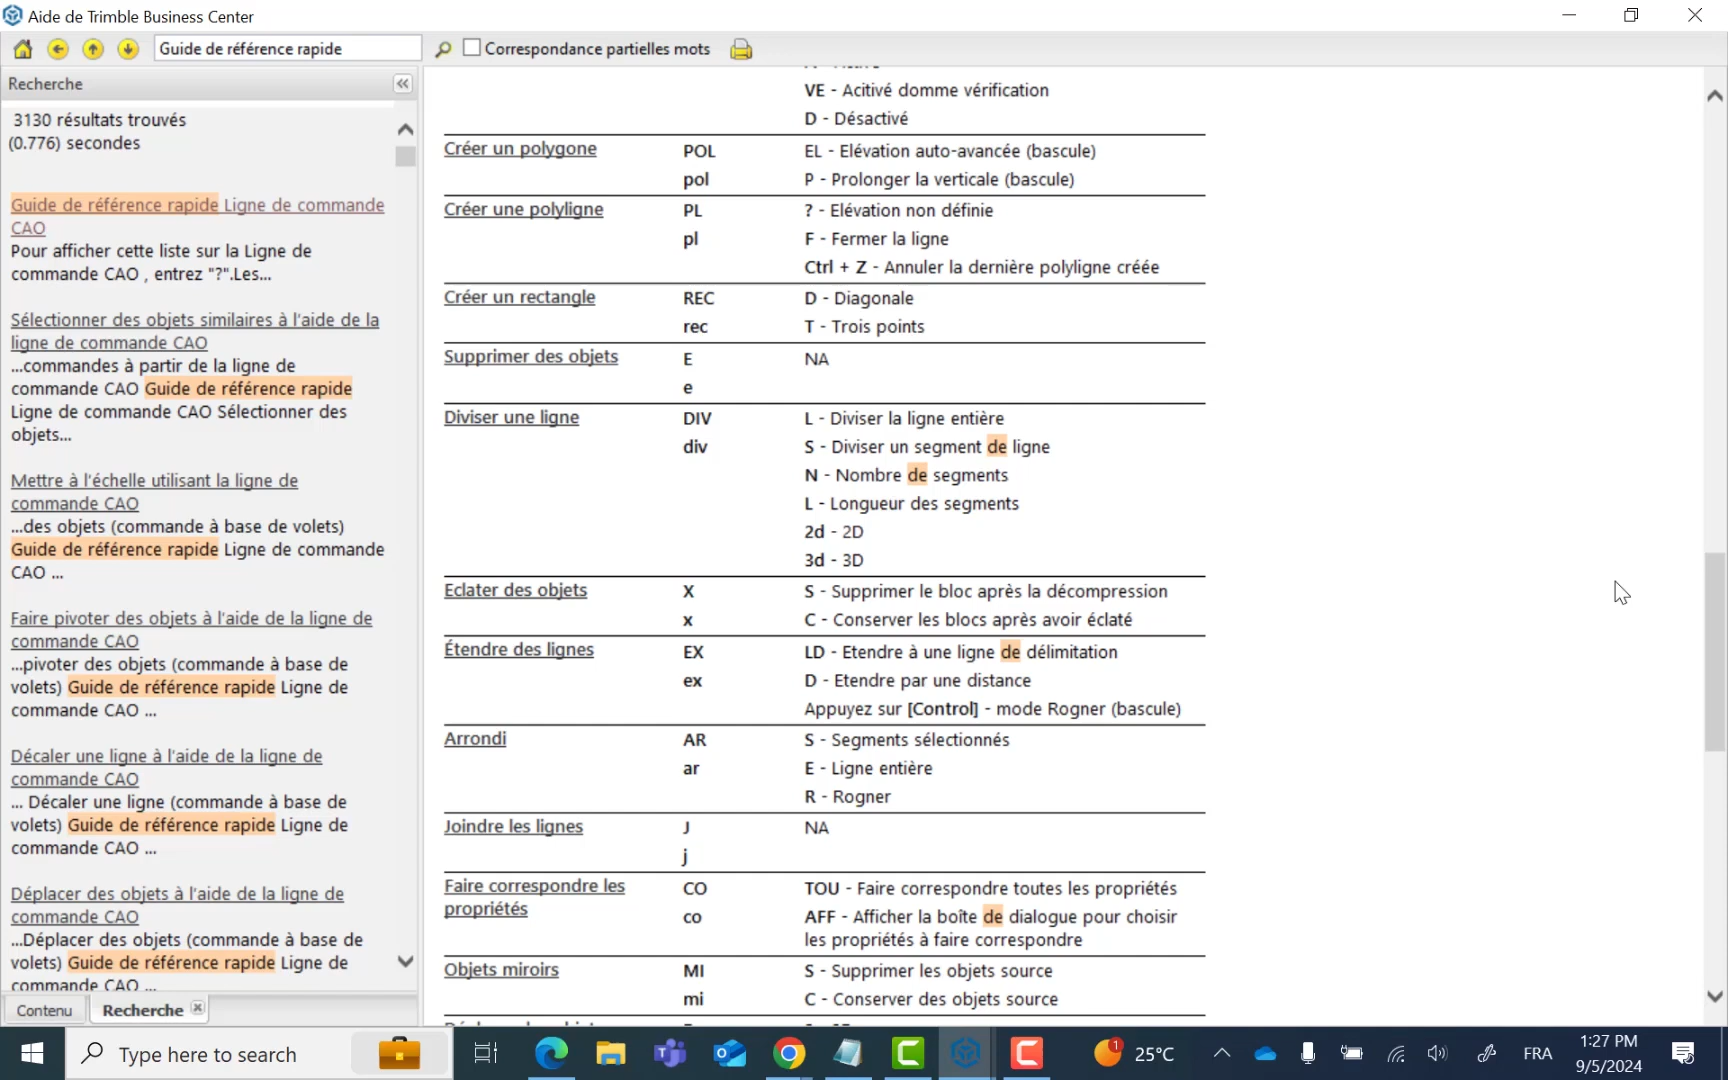 Aide de Trimble Business Center
Guide de référence rapide
Correspondance partielles mots
Recherche
3130 résultats trouvés
(0.776) secondes
Guide de référence rapide Ligne de commande
CAO
Pour afficher cette liste sur la Ligne de
commande CAO , entrez "?".Les...
Sélectionner des objets similaires à l'aide de la
ligne de commande CAO
...commandes à partir de la ligne de
commande CAO Guide de référence rapide
Ligne de commande CAO Sélectionner des
objets...
Mettre à l'échelle utilisant la ligne de
commande CAO
...des objets (commande à base de volets)
Guide de référence rapide Ligne de commande
CAO ...
Faire pivoter des objets à l'aide de la ligne de
commande CAO
...pivoter des objets (commande à base de
volets) Guide de référence rapide Ligne de
commande CAO ...
Décaler une ligne à l'aide de la ligne de
commande CAO
... Décaler une ligne (commande à base de
volets) Guide de référence rapide Ligne de
commande CAO ...
Déplacer des objets à l'aide de la ligne de
commande CAO
...Déplacer des objets (commande à base de
volets) Guide de référence rapide Ligne de
commande CAO ...
Contenu
Recherche
VE - Acitivé domme vérification
D - Désactivé
Créer un polygone POL EL - Elévation auto-avancée (bascule)
pol P - Prolonger la verticale (bascule)
Créer une polyligne PL ? - Elévation non définie
pl F - Fermer la ligne
Ctrl + Z - Annuler la dernière polyligne créée
Créer un rectangle REC D - Diagonale
rec T - Trois points
Supprimer des objets E NA
e
Diviser une ligne DIV L - Diviser la ligne entière
div S - Diviser un segment de ligne
N - Nombre de segments
L - Longueur des segments
2d - 2D
3d - 3D
Eclater des objets X S - Supprimer le bloc après la décompression
x C - Conserver les blocs après avoir éclaté
Étendre des lignes EX LD - Etendre à une ligne de délimitation
ex D - Etendre par une distance
Appuyez sur [Control] - mode Rogner (bascule)
Arrondi AR S - Segments sélectionnés
ar E - Ligne entière
R - Rogner
Joindre les lignes J NA
j
Faire correspondre les CO TOU - Faire correspondre toutes les propriétés
propriétés co AFF - Afficher la boîte de dialogue pour choisir
les propriétés à faire correspondre
Objets miroirs MI S - Supprimer les objets source
mi C - Conserver des objets source
Type here to search
1
25°C
FRA
1:27 PM
9/5/2024